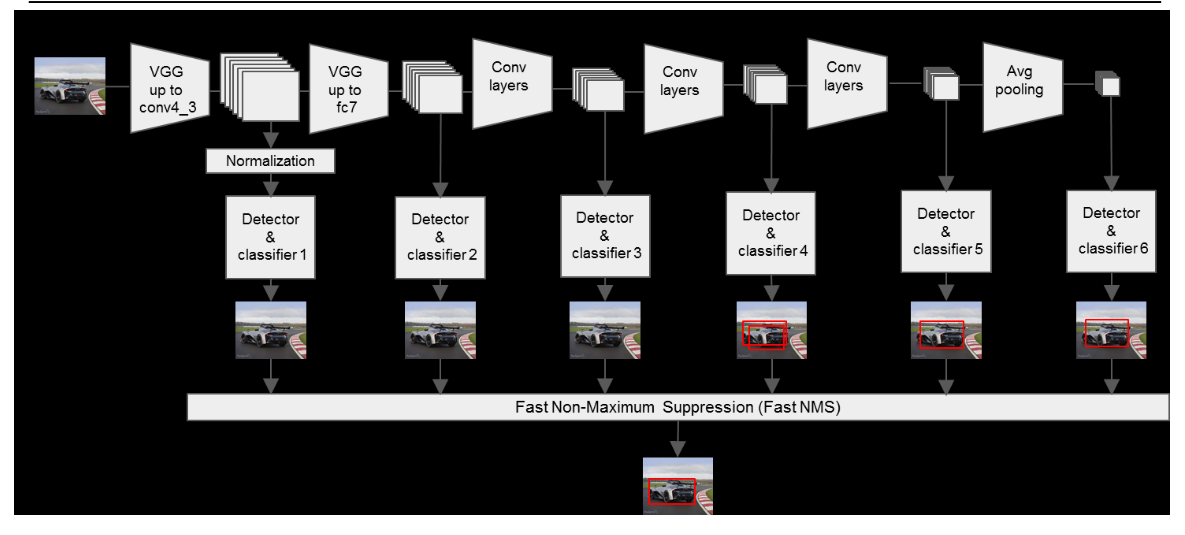 VGG
up to
conv4_3
VGG
up to
fc7
Conv
layers
Conv
layers
Conv
layers
Avg
pooling
Normalization
Detector
&
classifier 1
Detector
&
classifier 2
Detector
&
classifier 3
Detector
&
classifier 4
Detector
&
classifier 5
Detector
&
classifier 6
Fast Non-Maximum Suppression (Fast NMS)